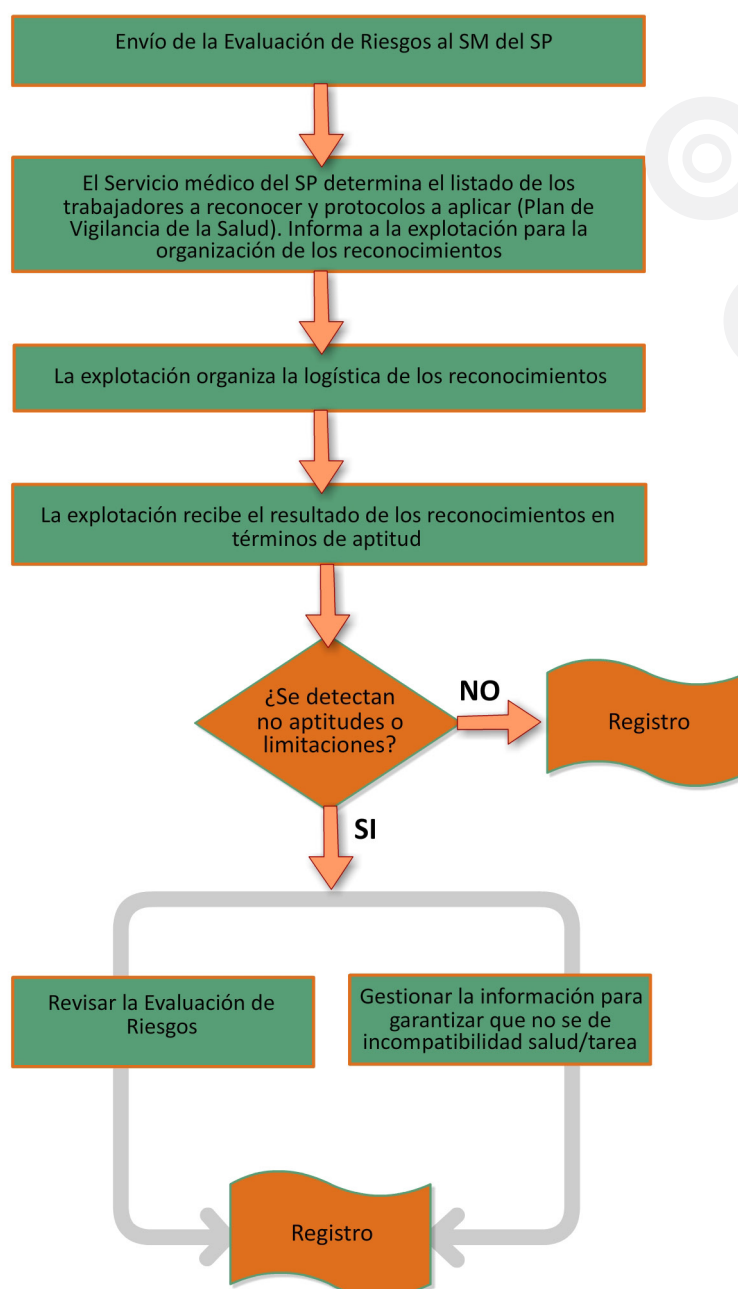 Envío de la Evaluación de Riesgos al SM del SP
El Servicio médico del SP determina el listado de los
trabajadores a reconocer y protocolos a aplicar (Plan de
Vigilancia de la Salud). Informa a la explotación para la
organización de los reconocimientos
La explotación organiza la logística de los reconocimientos
La explotación recibe el resultado de los reconocimientos en
términos de aptitud
¿Se detectan
no aptitudes o
limitaciones?
NO
Registro
SI
Revisar la Evaluación de
Riesgos
Gestionar la información para
garantizar que no se de
incompatibilidad salud/tarea
Registro